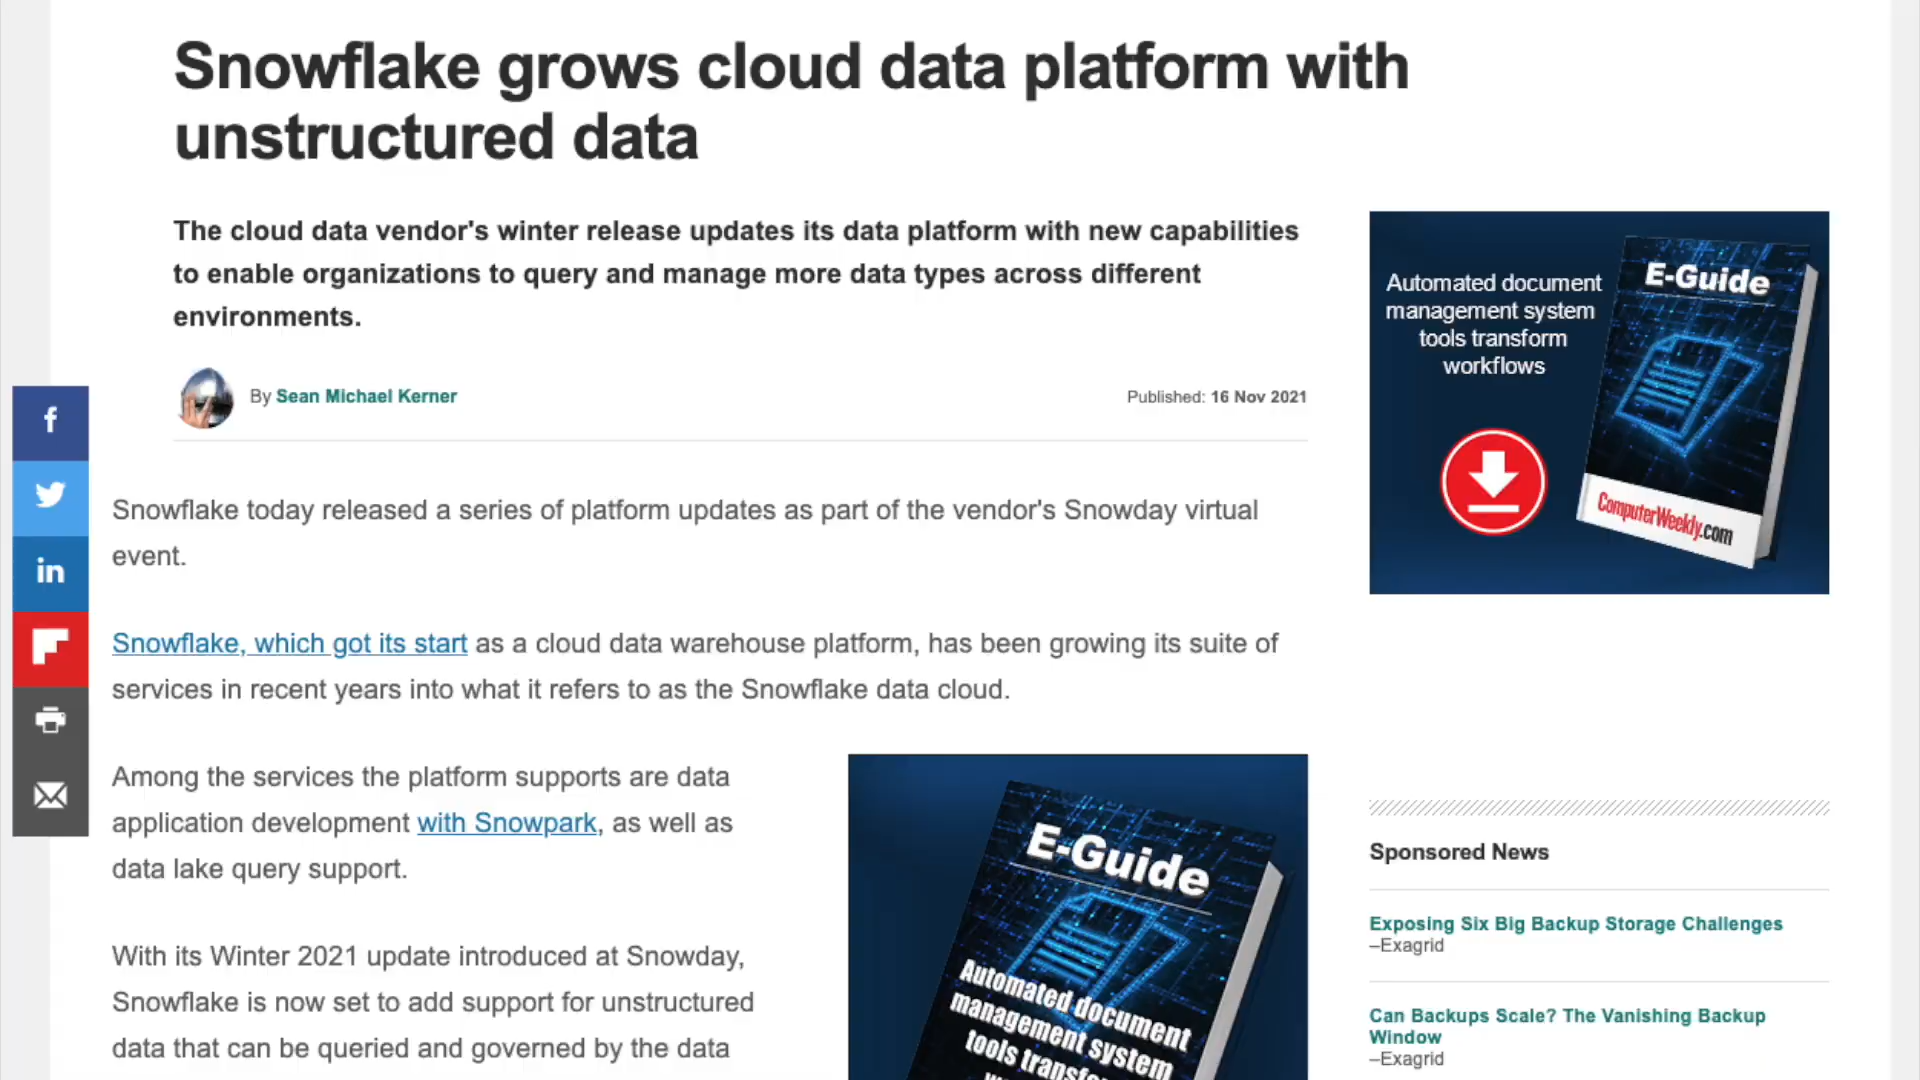 Snowflake grows cloud data platform with
unstructured data
The cloud data vendor's winter release updates its data platform with new capabilities
to enable organizations to query and manage more data types across different
environments.
By Sean Michael Kerner
Published: 16 Nov 2021
Snowflake today released a series of platform updates as part of the vendor's Snowday virtual
event.
Snowflake, which got its start as a cloud data warehouse platform, has been growing its suite of
services in recent years into what it refers to as the Snowflake data cloud.
Among the services the platform supports are data
application development with Snowpark, as well as
data lake query support.
With its Winter 2021 update introduced at Snowday,
Snowflake is now set to add support for unstructured
data that can be queried and governed by the data
E-Guide
Automated document
management system
tools
Automated document
management system
tools transform
workflows
E-Guide
ComputerWeekly.com
Sponsored News
Exposing Six Big Backup Storage Challenges
–Exagrid
Can Backups Scale? The Vanishing Backup
Window
–Exagrid
f
in